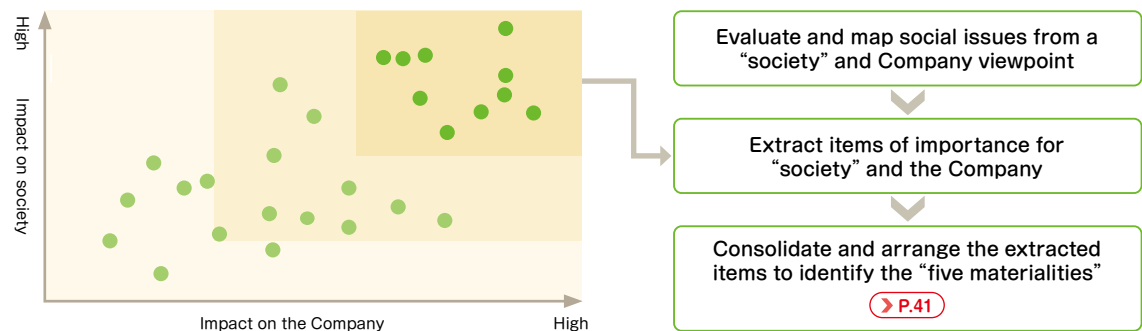 High
Impact on society
Impact on the Company
High
Evaluate and map social issues from a
“society” and Company viewpoint
Extract items of importance for
“society” and the Company
Consolidate and arrange the extracted
items to identify the “five materialities”
P.41